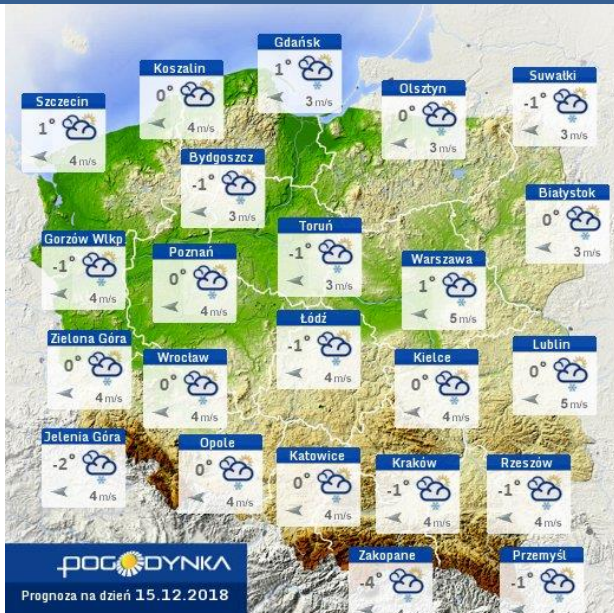 Gdańsk
1°
3 m/s
Koszalin
0°
4 m/s
Suwałki
-1°
3 m/s
Olsztyn
0°
3 m/s
Szczecin
1°
4 m/s
Bydgoszcz
-1°
3 m/s
Białystok
0°
3 m/s
Toruń
-1°
3 m/s
Gorzów Wlkp.
-1°
4 m/s
Poznań
0°
4 m/s
Warszawa
1°
5 m/s
Łódź
-1°
4 m/s
Zielona Góra
0°
4 m/s
Lublin
0°
5 m/s
Wrocław
0°
4 m/s
Kielce
0°
4 m/s
Jelenia Góra
-2°
4 m/s
Opole
0°
4 m/s
Katowice
0°
4 m/s
Kraków
-1°
4 m/s
Rzeszów
-1°
4 m/s
Zakopane
-4°
Przemyśl
-1°
POGODYNKA
Prognoza na dzień 15.12.2018